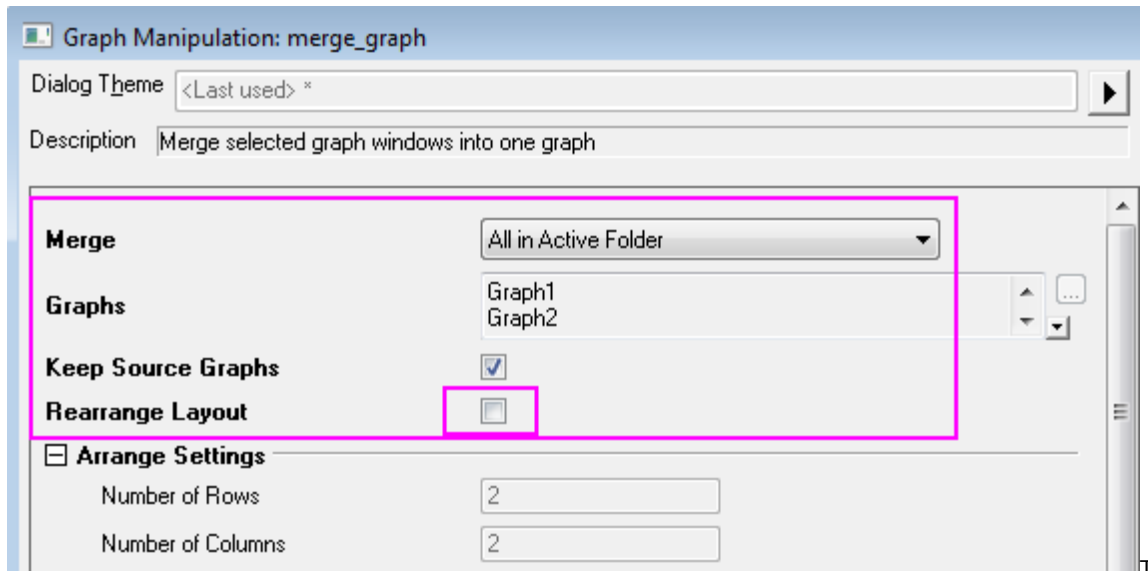 Graph Manipulation: merge_graph
Dialog Theme <Last used> *
Description Merge selected graph windows into one graph
Merge All in Active Folder
Graphs Graph1
Graph2
...
Keep Source Graphs
Rearrange Layout
Arrange Settings
Number of Rows 2
Number of Columns 2